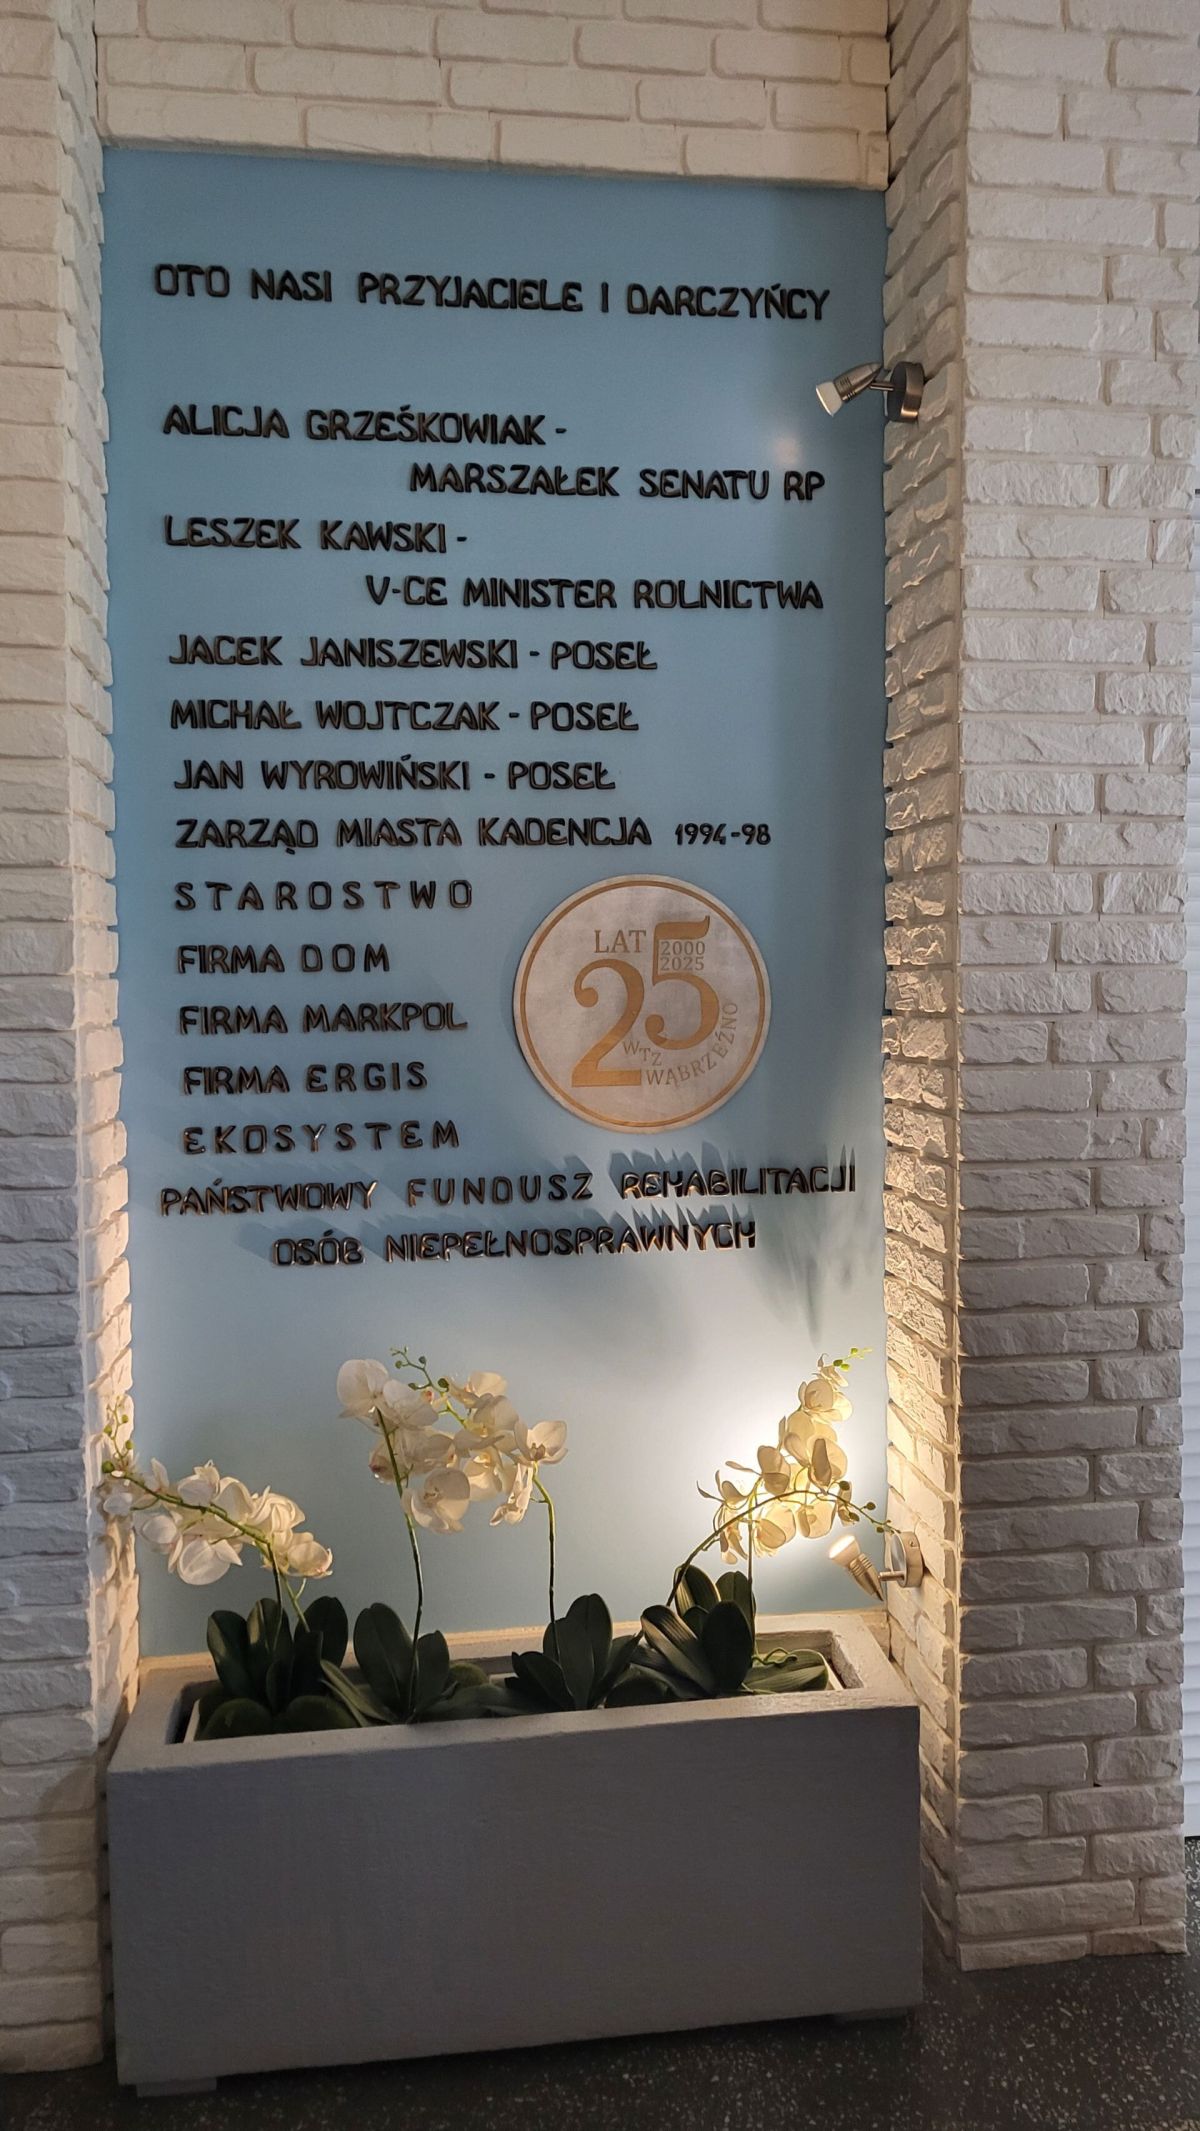 OTO NASI PRZYJACIELE I DARCZYŃCY
ALICJA GRZEŚKOWIAK -
MARSZAŁEK SENATU RP
LESZEK KAWSKI -
V-CE MINISTER ROLNICTWA
JACEK JANISZEWSKI - POSEŁ
MICHAŁ WOJTCZAK - POSEŁ
JAN WYROWIŃSKI - POSEŁ
ZARZĄD MIASTA KADENCJA 1994-98
STAROSTWO
FIRMA DOM
FIRMA MARKPOL
FIRMA ERGIS
EKOSYSTEM
PAŃSTWOWY FUNDUSZ REHABILITACJI
OSÓB NIEPEŁNOSPRAWNYCH
LAT
25
2000
2025
WTZ
WĄBRZEŹNO